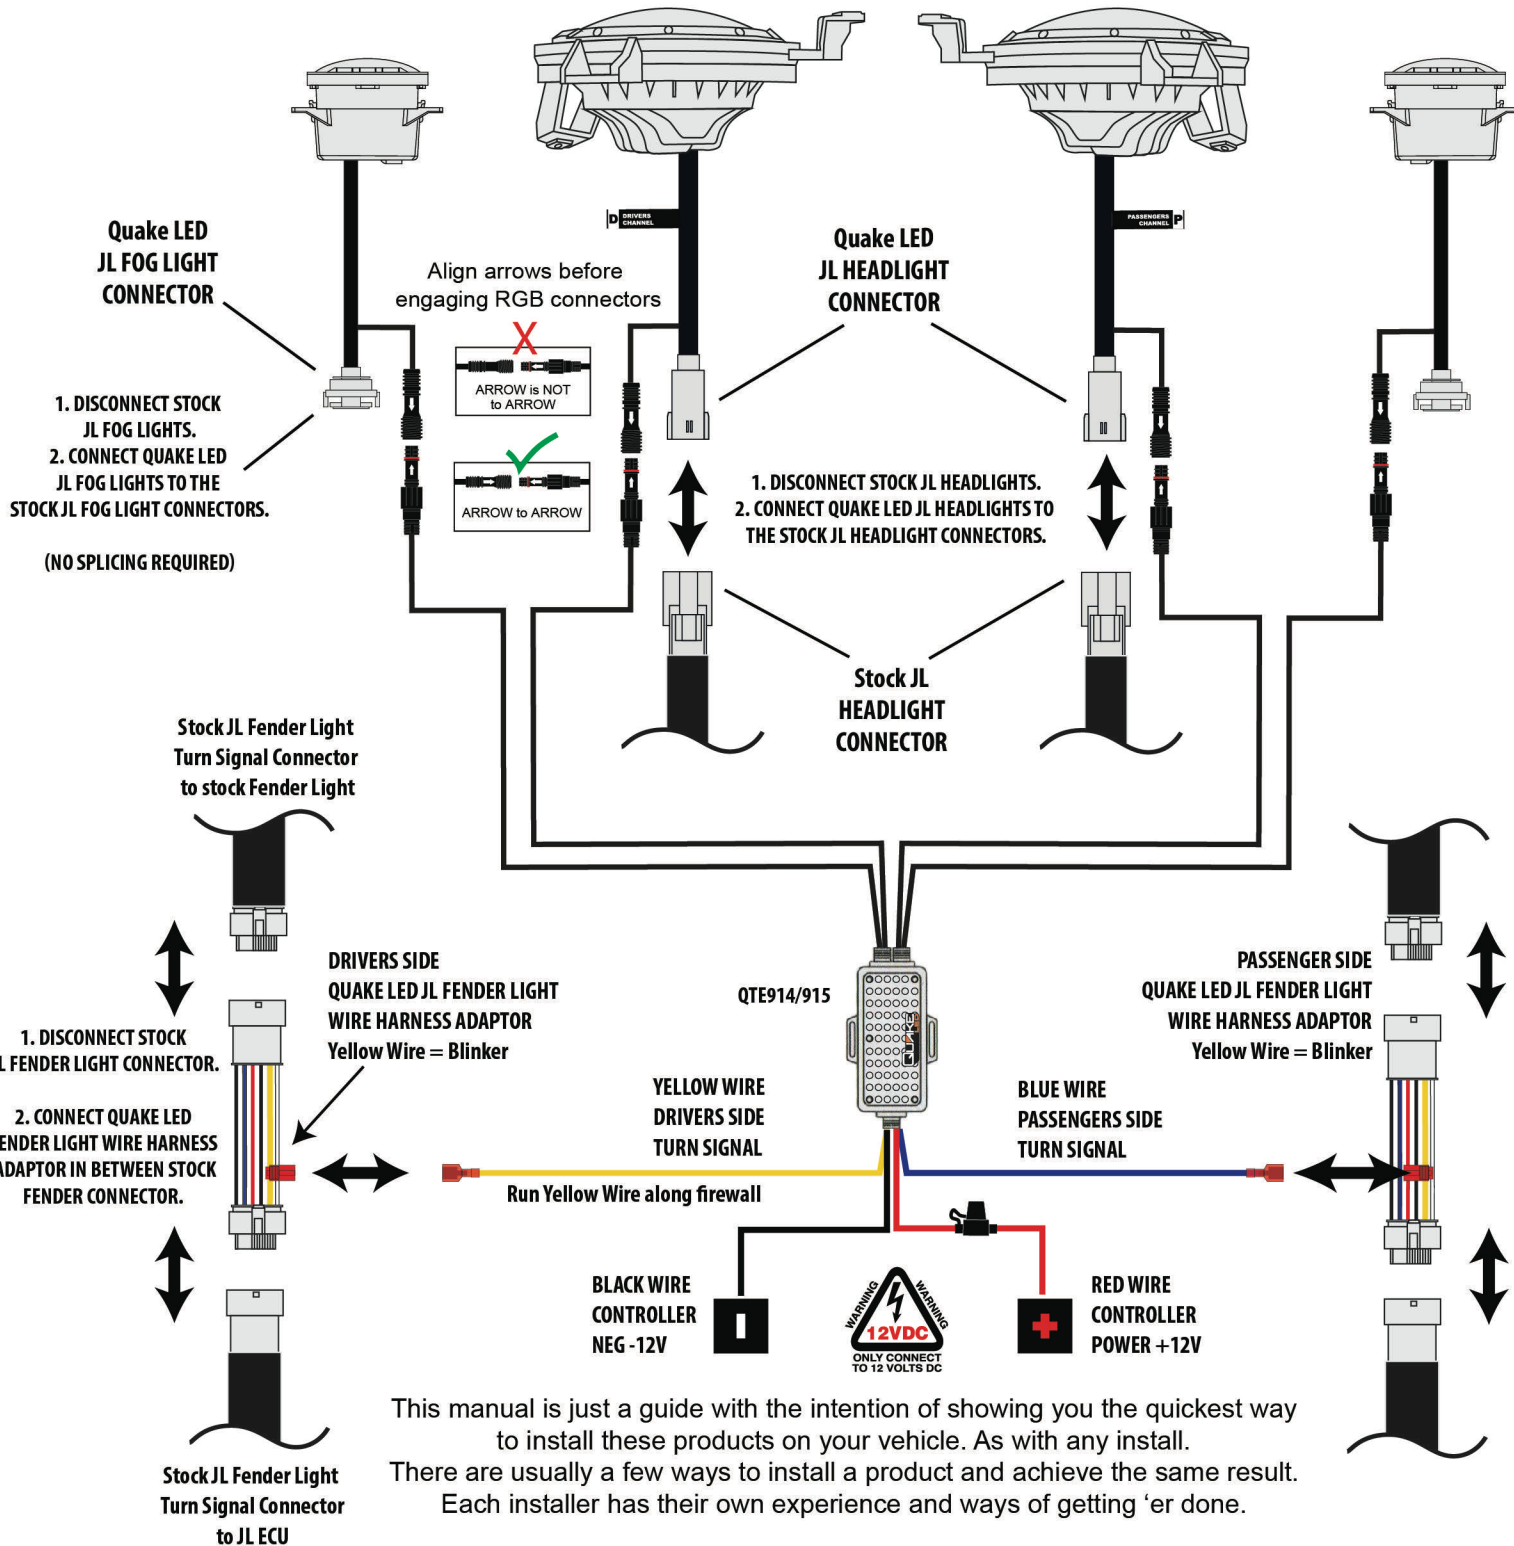 D DRIVERS
CHANNEL
PASSENGERS P
CHANNEL
Quake LED
JL FOG LIGHT
CONNECTOR
Align arrows before
engaging RGB connectors
X
ARROW is NOT
to ARROW
ARROW to ARROW
Quake LED
JL HEADLIGHT
CONNECTOR
1. DISCONNECT STOCK
JL FOG LIGHTS.
2. CONNECT QUAKE LED
JL FOG LIGHTS TO THE
STOCK JL FOG LIGHT CONNECTORS.
(NO SPLICING REQUIRED)
1. DISCONNECT STOCK JL HEADLIGHTS.
2. CONNECT QUAKE LED JL HEADLIGHTS TO
THE STOCK JL HEADLIGHT CONNECTORS.
Stock JL
HEADLIGHT
CONNECTOR
Stock JL Fender Light
Turn Signal Connector
to stock Fender Light
DRIVERS SIDE
QUAKE LED JL FENDER LIGHT
WIRE HARNESS ADAPTOR
Yellow Wire = Blinker
QTE914/915
QUAKE
PASSENGER SIDE
QUAKE LED JL FENDER LIGHT
WIRE HARNESS ADAPTOR
Yellow Wire = Blinker
1. DISCONNECT STOCK
L FENDER LIGHT CONNECTOR.
2. CONNECT QUAKE LED
ENDER LIGHT WIRE HARNESS
ADAPTOR IN BETWEEN STOCK
FENDER CONNECTOR.
YELLOW WIRE
DRIVERS SIDE
TURN SIGNAL
Run Yellow Wire along firewall
BLUE WIRE
PASSENGERS SIDE
TURN SIGNAL
BLACK WIRE
CONTROLLER
NEG -12V
WARNING
WARNING
12VDC
ONLY CONNECT
TO 12 VOLTS DC
RED WIRE
CONTROLLER
POWER +12V
This manual is just a guide with the intention of showing you the quickest way
to install these products on your vehicle. As with any install.
There are usually a few ways to install a product and achieve the same result.
Each installer has their own experience and ways of getting ‘er done.
Stock JL Fender Light
Turn Signal Connector
to JL ECU